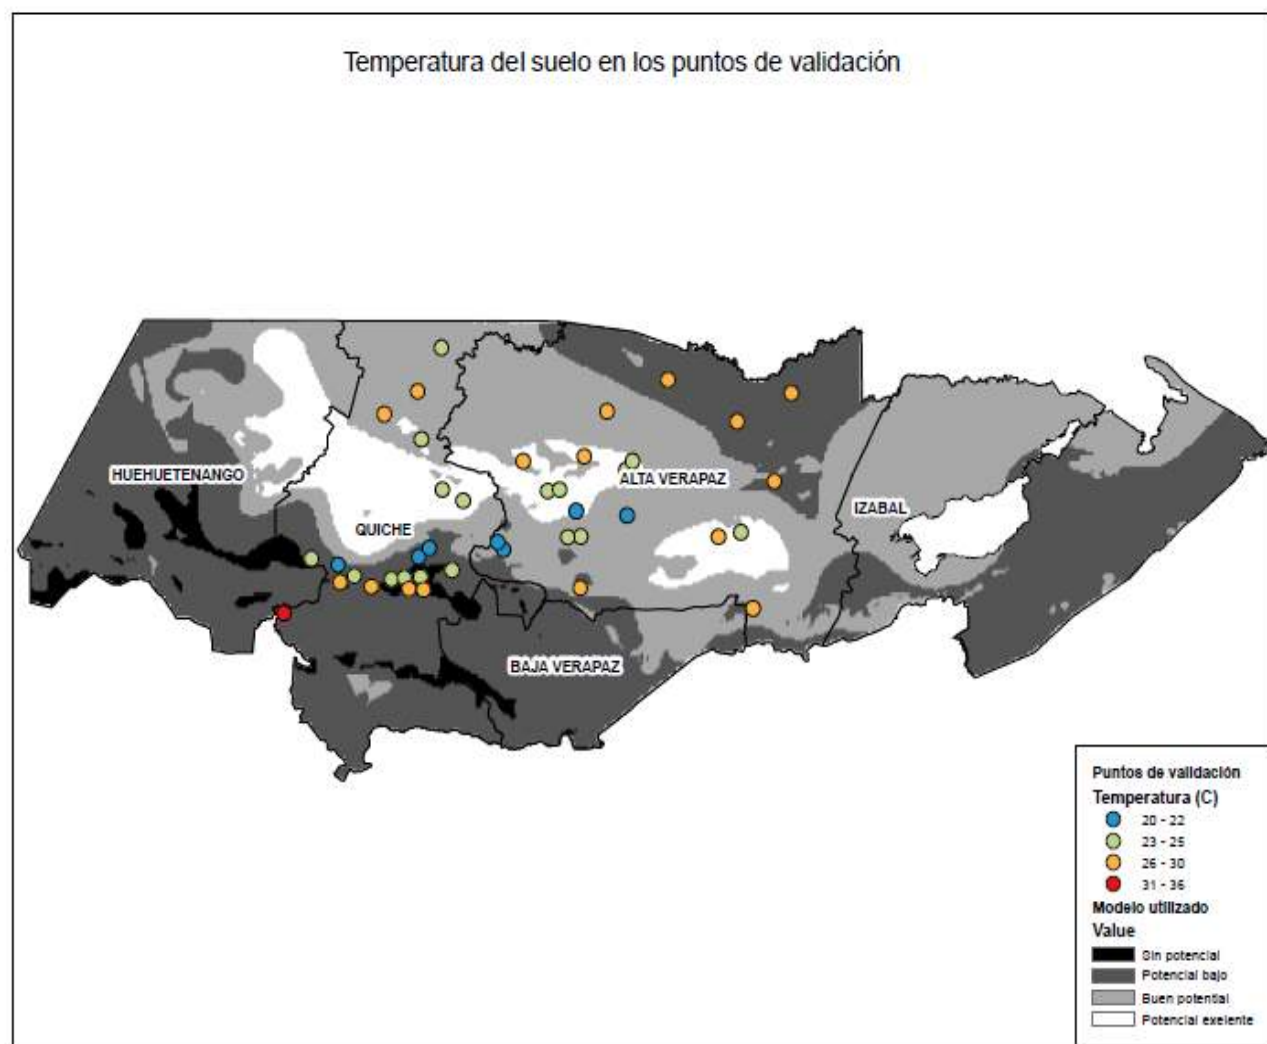 Temperatura del suelo en los puntos de validación
HUEHUETENANGO
ALTA VERAPAZ
IZABAL
QUICHE
BAJA VERAPAZ
Puntos de validación
Temperatura (C)
20 - 22
23 - 25
26 - 30
31 - 36
Modelo utilizado
Value
Sin potencial
Potencial bajo
Buen potential
Potencial exelente